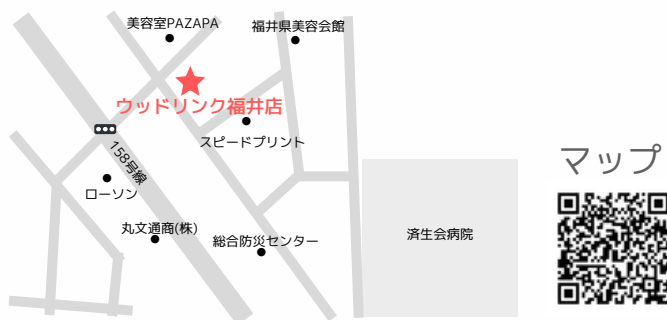 美容室PAZAPA
福井県美容会館
ウッドリンク福井店
スピードプリント
158号線
ローソン
丸文通商(株)
総合防災センター
済生会病院
マップ